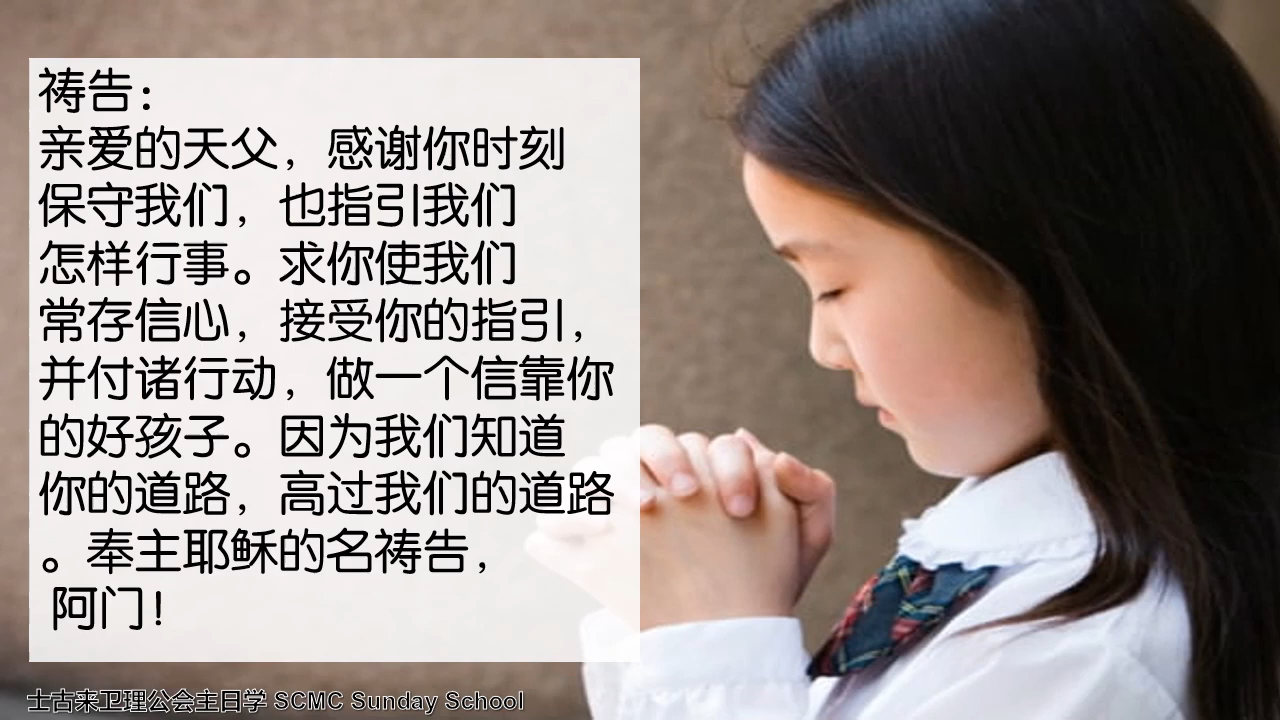 祷告：
亲爱的天父，感谢你时刻
保守我们，也指引我们
怎样行事。求你使我们
常存信心，接受你的指引，
并付诸行动，做一个信靠你
的好孩子。因为我们知道
你的道路，高过我们的道路
。奉主耶稣的名祷告，
阿门！
士古来卫理公会主日学 SCMC Sunday School